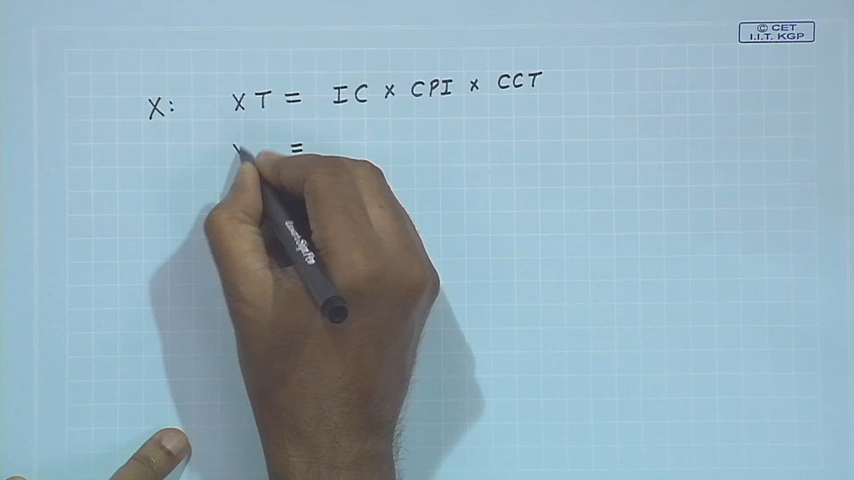 © CET
I.I.T. KGP
X: XT = IC × CPI × CCT
=